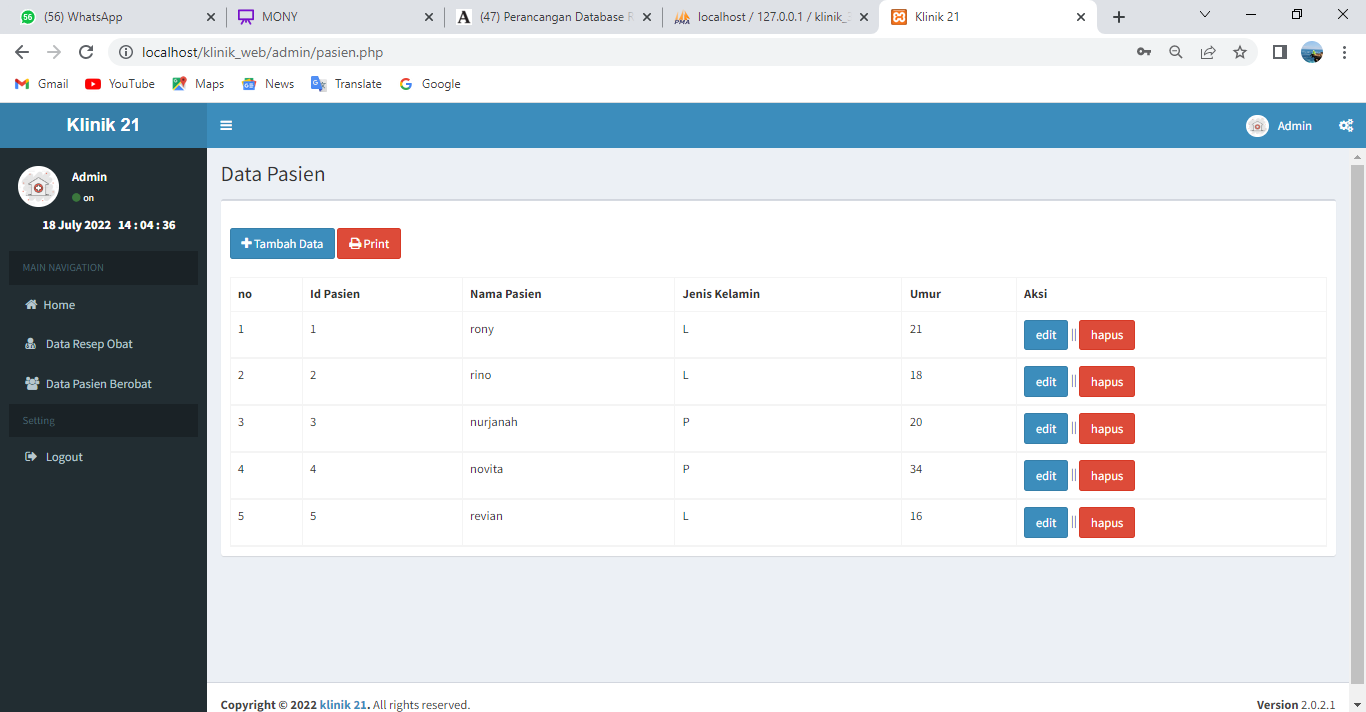 (56) WhatsApp
MONY
(47) Perancangan Database R
localhost / 127.0.0.1 / klinik_
Klinik 21
localhost/klinik_web/admin/pasien.php
Gmail YouTube Maps News Translate Google
Klinik 21
Admin
Admin
on
18 July 2022 14 : 04 : 36
MAIN NAVIGATION
Home
Data Resep Obat
Data Pasien Berobat
Setting
Logout
Data Pasien
Tambah Data Print
no Id Pasien Nama Pasien Jenis Kelamin Umur Aksi
1 1 rony L 21 edit || hapus
2 2 rino L 18 edit || hapus
3 3 nurjanah P 20 edit || hapus
4 4 novita P 34 edit || hapus
5 5 revian L 16 edit || hapus
Copyright © 2022 klinik 21. All rights reserved. Version 2.0.2.1